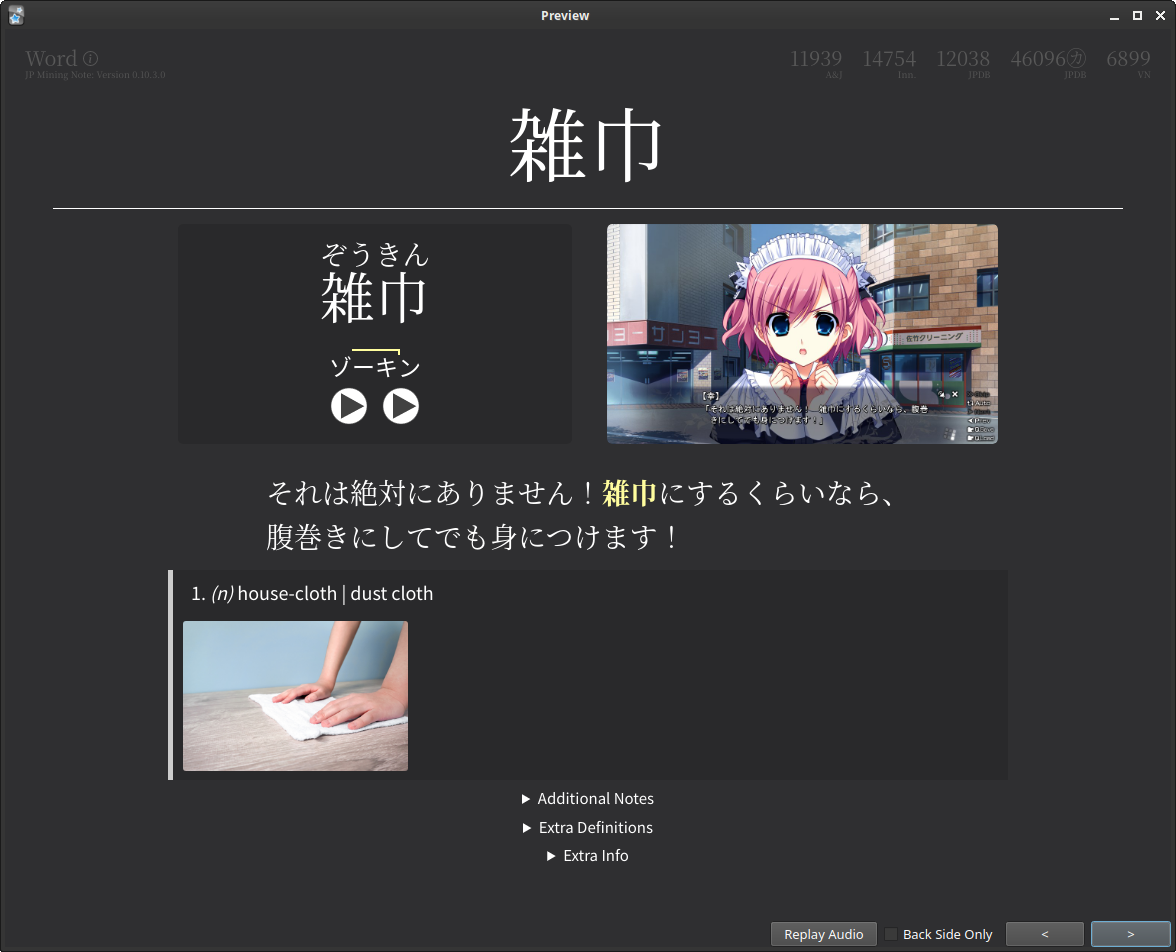 Preview
Word ⓘ
JP Mining Note: Version 0.10.3.0
11939 14754 12038 46096㋕ 6899
A&J Inn. JPDB JPDB VN
雑巾
ぞうきん
雑巾
ゾーキン
ョー サンヨー
佐竹クリーニング
【幸】
「それは絶対にありません! 雑巾にするくらいなら、腹巻
きにしてでも身につけます!」
Auto
それは絶対にありません！雑巾にするくらいなら、
腹巻きにしてでも身につけます！
1. (n) house-cloth | dust cloth
▶ Additional Notes
▶ Extra Definitions
▶ Extra Info
Replay Audio Back Side Only < >